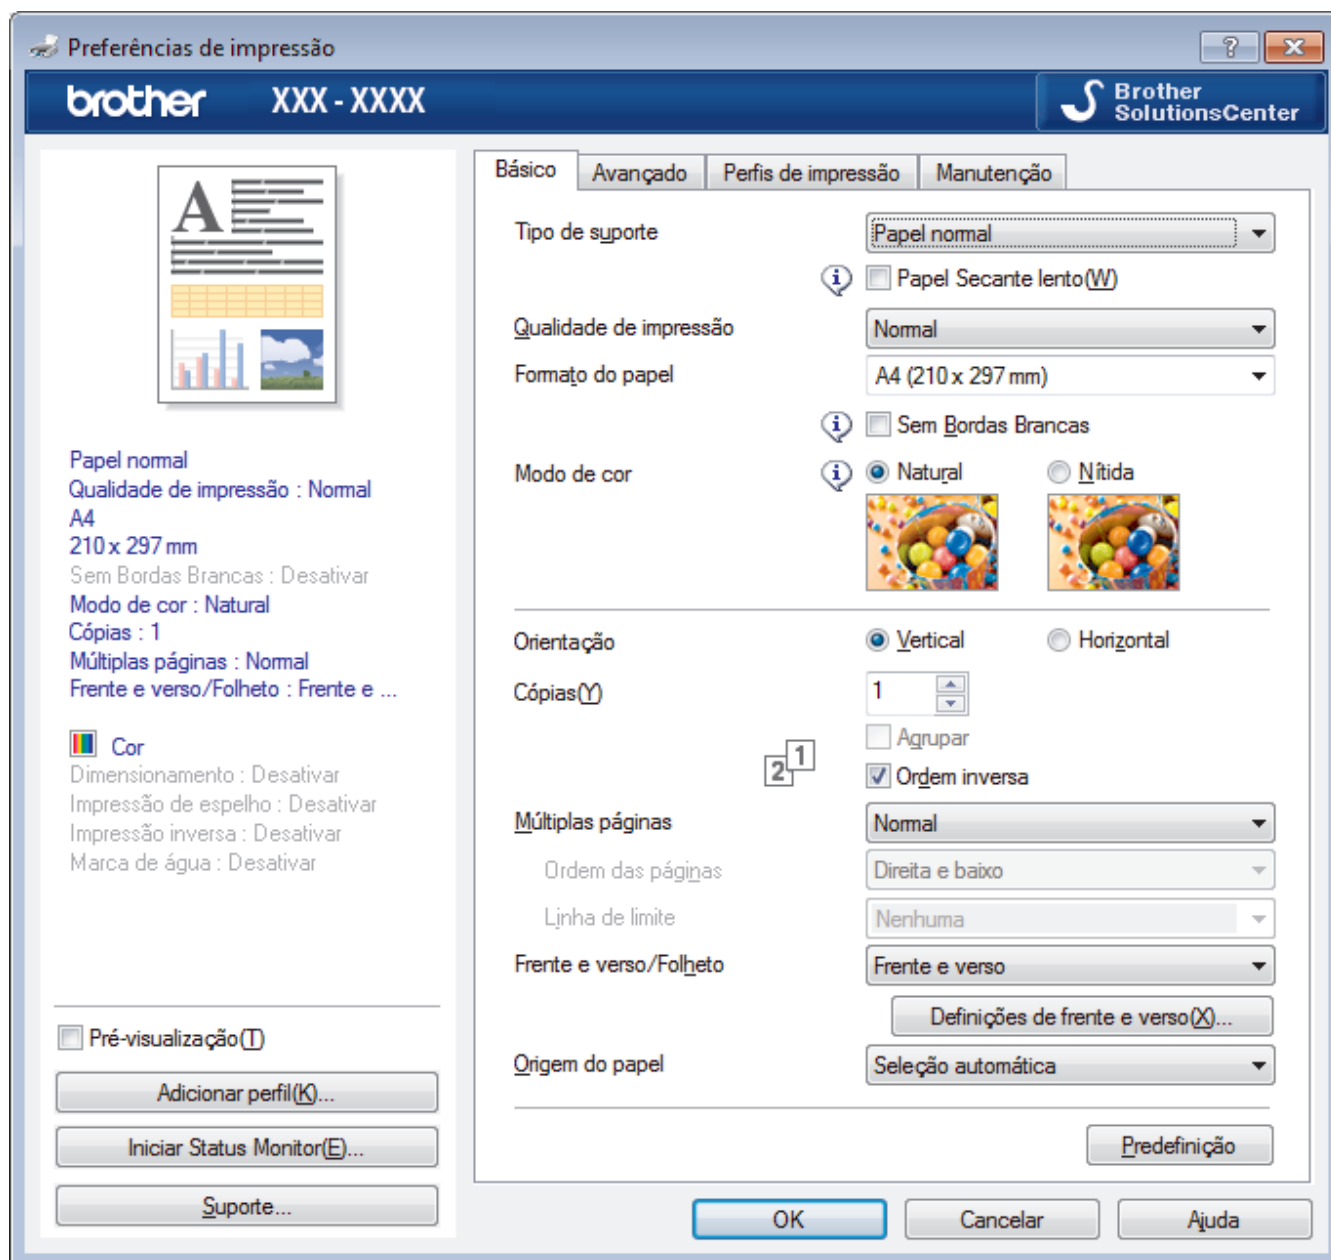 Preferências de impressão
brother XXX - XXXX
Brother
SolutionsCenter
A
Papel normal
Qualidade de impressão : Normal
A4
210 x 297 mm
Sem Bordas Brancas : Desativar
Modo de cor : Natural
Cópias : 1
Múltiplas páginas : Normal
Frente e verso/Folheto : Frente e ...
Cor
Dimensionamento : Desativar
Impressão de espelho : Desativar
Impressão inversa : Desativar
Marca de água : Desativar
Pré-visualização(T)
Adicionar perfil(K)...
Iniciar Status Monitor(E)...
Suporte...
Básico Avançado Perfis de impressão Manutenção
Tipo de suporte Papel normal
Papel Secante lento(W)
Qualidade de impressão Normal
Formato do papel A4 (210 x 297 mm)
Sem Bordas Brancas
Modo de cor Natural Nítida
Orientação Vertical Horizontal
Cópias(Y) 1
Agrupar
2 1 Ordem inversa
Múltiplas páginas Normal
Ordem das páginas Direita e baixo
Linha de limite Nenhuma
Frente e verso/Folheto Frente e verso
Definições de frente e verso(X)...
Origem do papel Seleção automática
Predefinição
OK Cancelar Ajuda